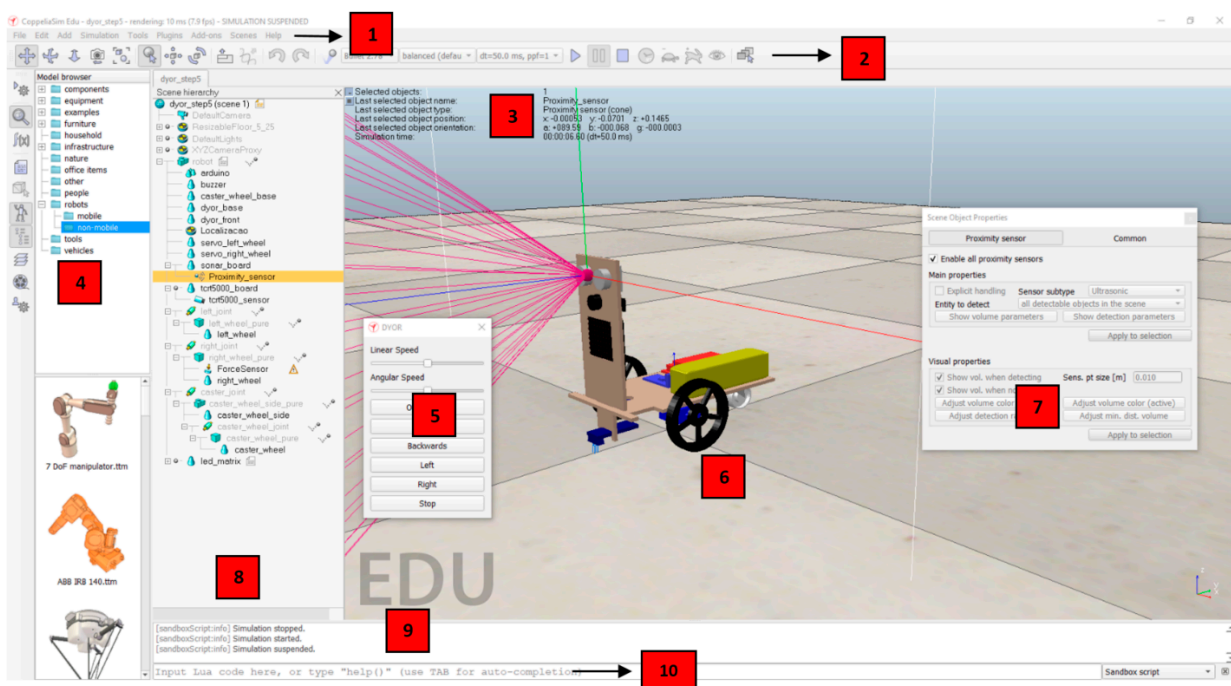 CoppeliaSim Edu - dyor_step5 - rendering: 10 ms (7.9 fps) - SIMULATION SUSPENDED
File Edit Add Simulation Tools Plugins Add-ons Scenes Help
1
balanced (defau
dt=50.0 ms, ppf=1
2
Model browser
components
equipment
examples
furniture
household
infrastructure
nature
office items
other
people
robots
mobile
non-mobile
tools
vehicles
4
7 DoF manipulator.ttm
ABB IRB 140.ttm
dyor_step5
Scene hierarchy
dyor_step5 (scene 1)
DefaultCamera
ResizableFloor_5_25
DefaultLights
XYZCameraProxy
robot
arduino
buzzer
caster_wheel_base
dyor_base
dyor_front
Localizacao
servo_left_wheel
servo_right_wheel
sonar_board
Proximity_sensor
tcrt5000_board
tcrt5000_sensor
left_joint
left_wheel_pure
left_wheel
right_joint
right_wheel_pure
ForceSensor
right_wheel
caster_joint
caster_wheel_side_pure
caster_wheel_side
caster_wheel_joint
caster_wheel_pure
caster_wheel
led_matrix
8
Selected objects: 1
Last selected object name: Proximity_sensor
Last selected object type: Proximity sensor (cone)
Last selected object position: x: -0.00053 y: -0.0701 z: +0.1465
Last selected object orientation: a: +089.59 b: -000.068 g: -000.0003
Simulation time: 00:00:06.60 (dt=50.0 ms)
3
DYOR
Linear Speed
Angular Speed
5
Backwards
Left
Right
Stop
6
EDU
Scene Object Properties
Proximity sensor Common
Enable all proximity sensors
Main properties
Explicit handling Sensor subtype Ultrasonic
Entity to detect all detectable objects in the scene
Show volume parameters Show detection parameters
Apply to selection
Visual properties
Show vol. when detecting Sens. pt size [m] 0.010
Show vol. when
Adjust volume color Adjust volume color (active)
Adjust detection Adjust min. dist. volume
7
Apply to selection
9
[sandboxScript:info] Simulation stopped.
[sandboxScript:info] Simulation started.
[sandboxScript:info] Simulation suspended.
Input Lua code here, or type "help()" (use TAB for auto-completion)
10
Sandbox script